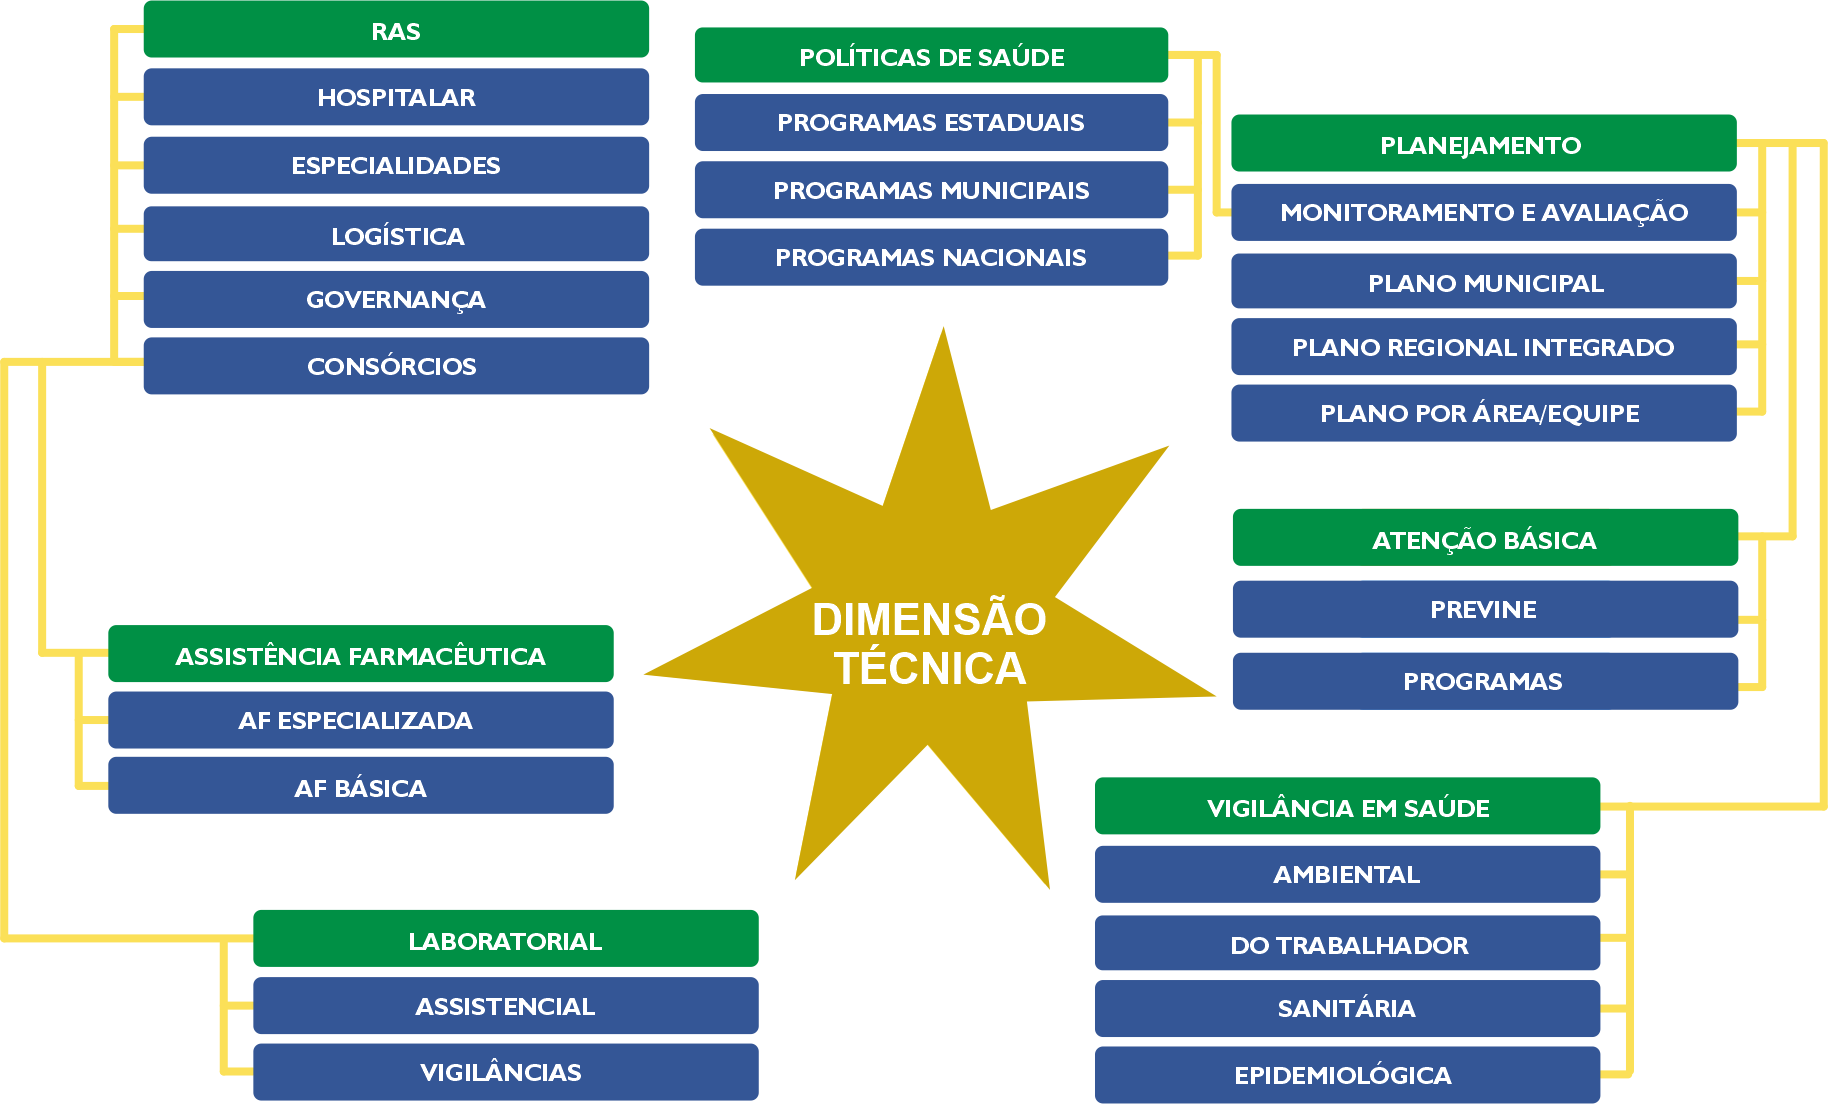 RAS
HOSPITALAR
ESPECIALIDADES
LOGÍSTICA
GOVERNANÇA
CONSÓRCIOS
POLÍTICAS DE SAÚDE
PROGRAMAS ESTADUAIS
PROGRAMAS MUNICIPAIS
PROGRAMAS NACIONAIS
PLANEJAMENTO
MONITORAMENTO E AVALIAÇÃO
PLANO MUNICIPAL
PLANO REGIONAL INTEGRADO
PLANO POR ÁREA/EQUIPE
DIMENSÃO
TÉCNICA
ATENÇÃO BÁSICA
PREVINE
PROGRAMAS
ASSISTÊNCIA FARMACÊUTICA
AF ESPECIALIZADA
AF BÁSICA
VIGILÂNCIA EM SAÚDE
AMBIENTAL
DO TRABALHADOR
SANITÁRIA
EPIDEMIOLÓGICA
LABORATORIAL
ASSISTENCIAL
VIGILÂNCIAS